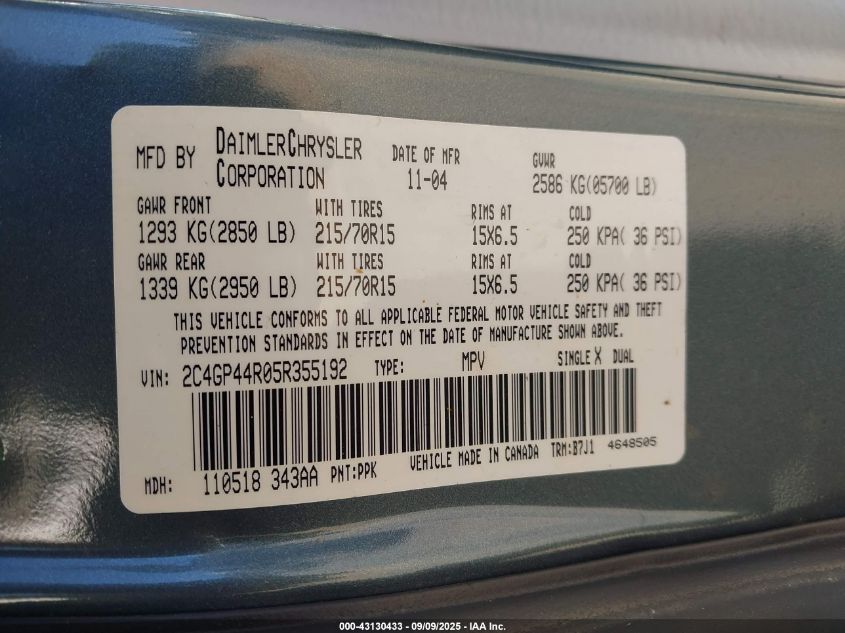 MFD BY DAIMLERCHRYSLER CORPORATION
DATE OF MFR 11-04
GVWR 2586 KG(05700 LB)
GAWR FRONT WITH TIRES RIMS AT COLD
1293 KG(2850 LB) 215/70R15 15X6.5 250 KPA( 36 PSI)
GAWR REAR WITH TIRES RIMS AT COLD
1339 KG(2950 LB) 215/70R15 15X6.5 250 KPA( 36 PSI)
THIS VEHICLE CONFORMS TO ALL APPLICABLE FEDERAL MOTOR VEHICLE SAFETY AND THEFT
PREVENTION STANDARDS IN EFFECT ON THE DATE OF MANUFACTURE SHOWN ABOVE.
VIN: 2C4GP44R05R355192 TYPE: MPV SINGLE X DUAL
MDH: 110518 343AA PNT:PPK VEHICLE MADE IN CANADA TRM:B7J1 4648505
000-43130433 - 09/09/2025 - IAA Inc.